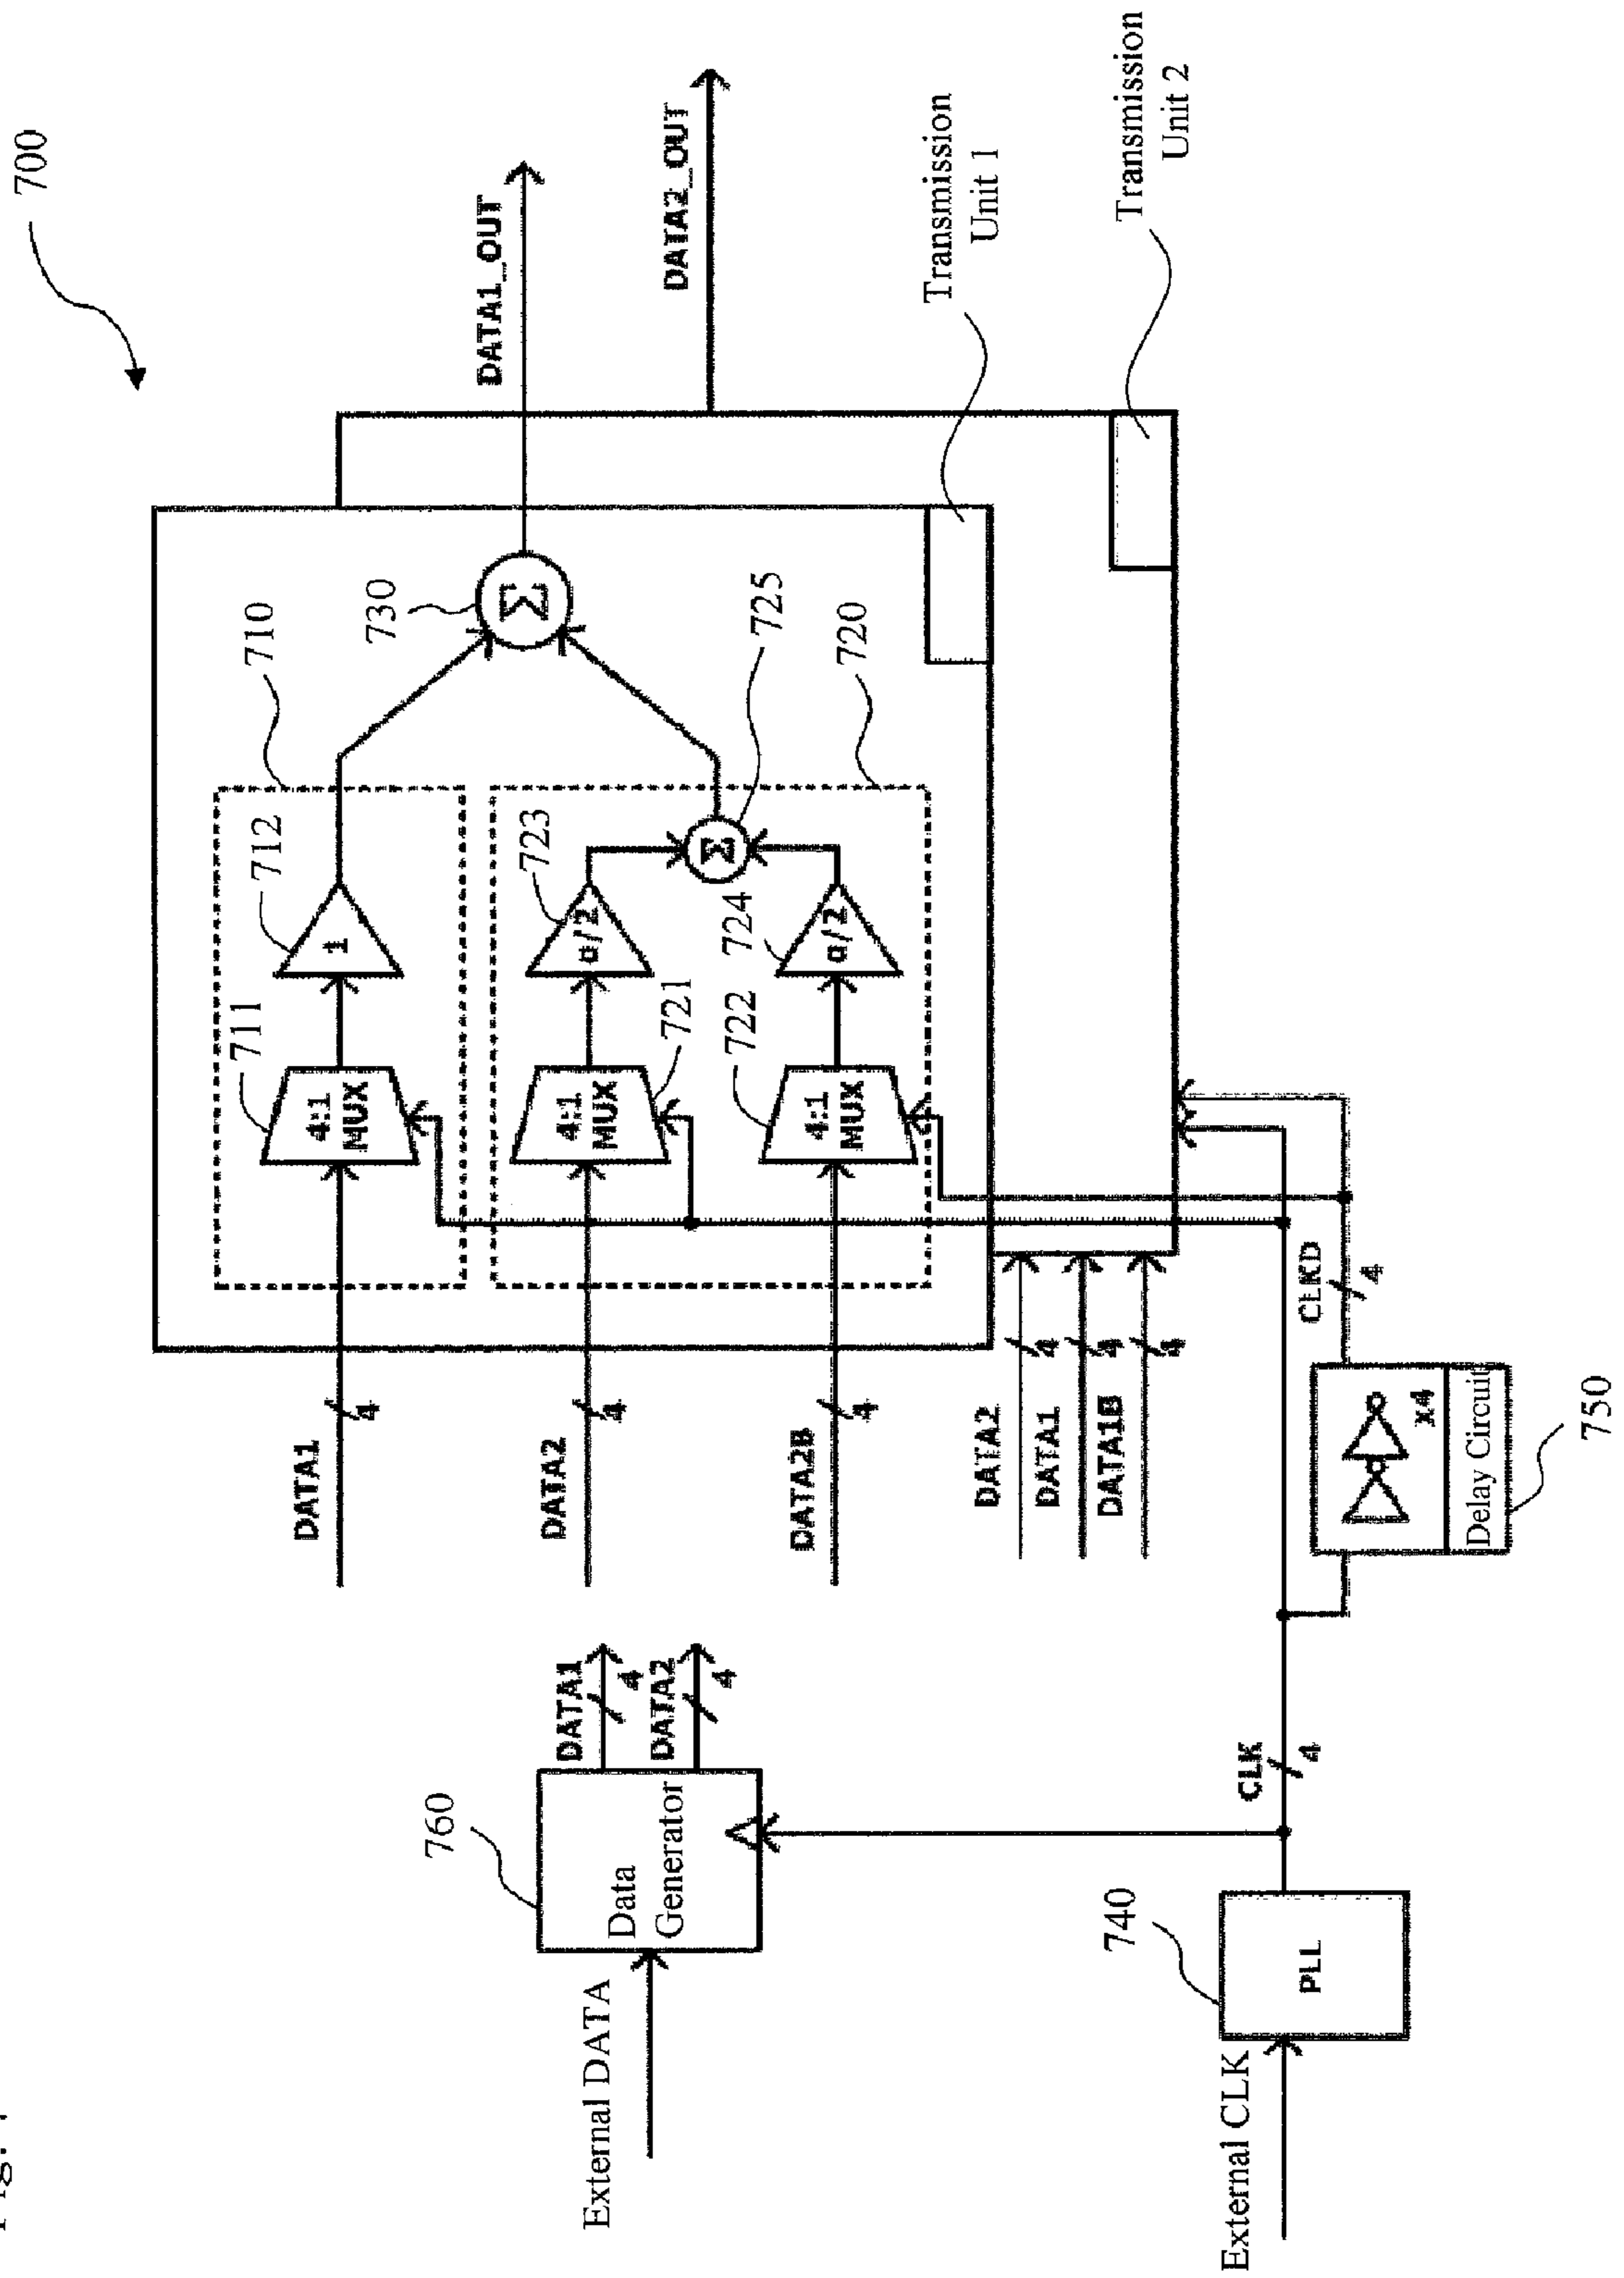 700
DATA1_OUT
DATA2_OUT
Transmission
Unit 1
Transmission
Unit 2
710
711
712
4:1
MUX
1
730
Σ
720
725
Σ
723
α/2
724
α/2
721
4:1
MUX
722
4:1
MUX
DATA1
4
DATA2
4
DATA2B
4
DATA2
4
DATA1
4
DATA1B
4
760
Data
Generator
External DATA
DATA1
4
DATA2
4
740
PLL
External CLK
CLK
4
CLKD
4
x4
Delay Circuit
750